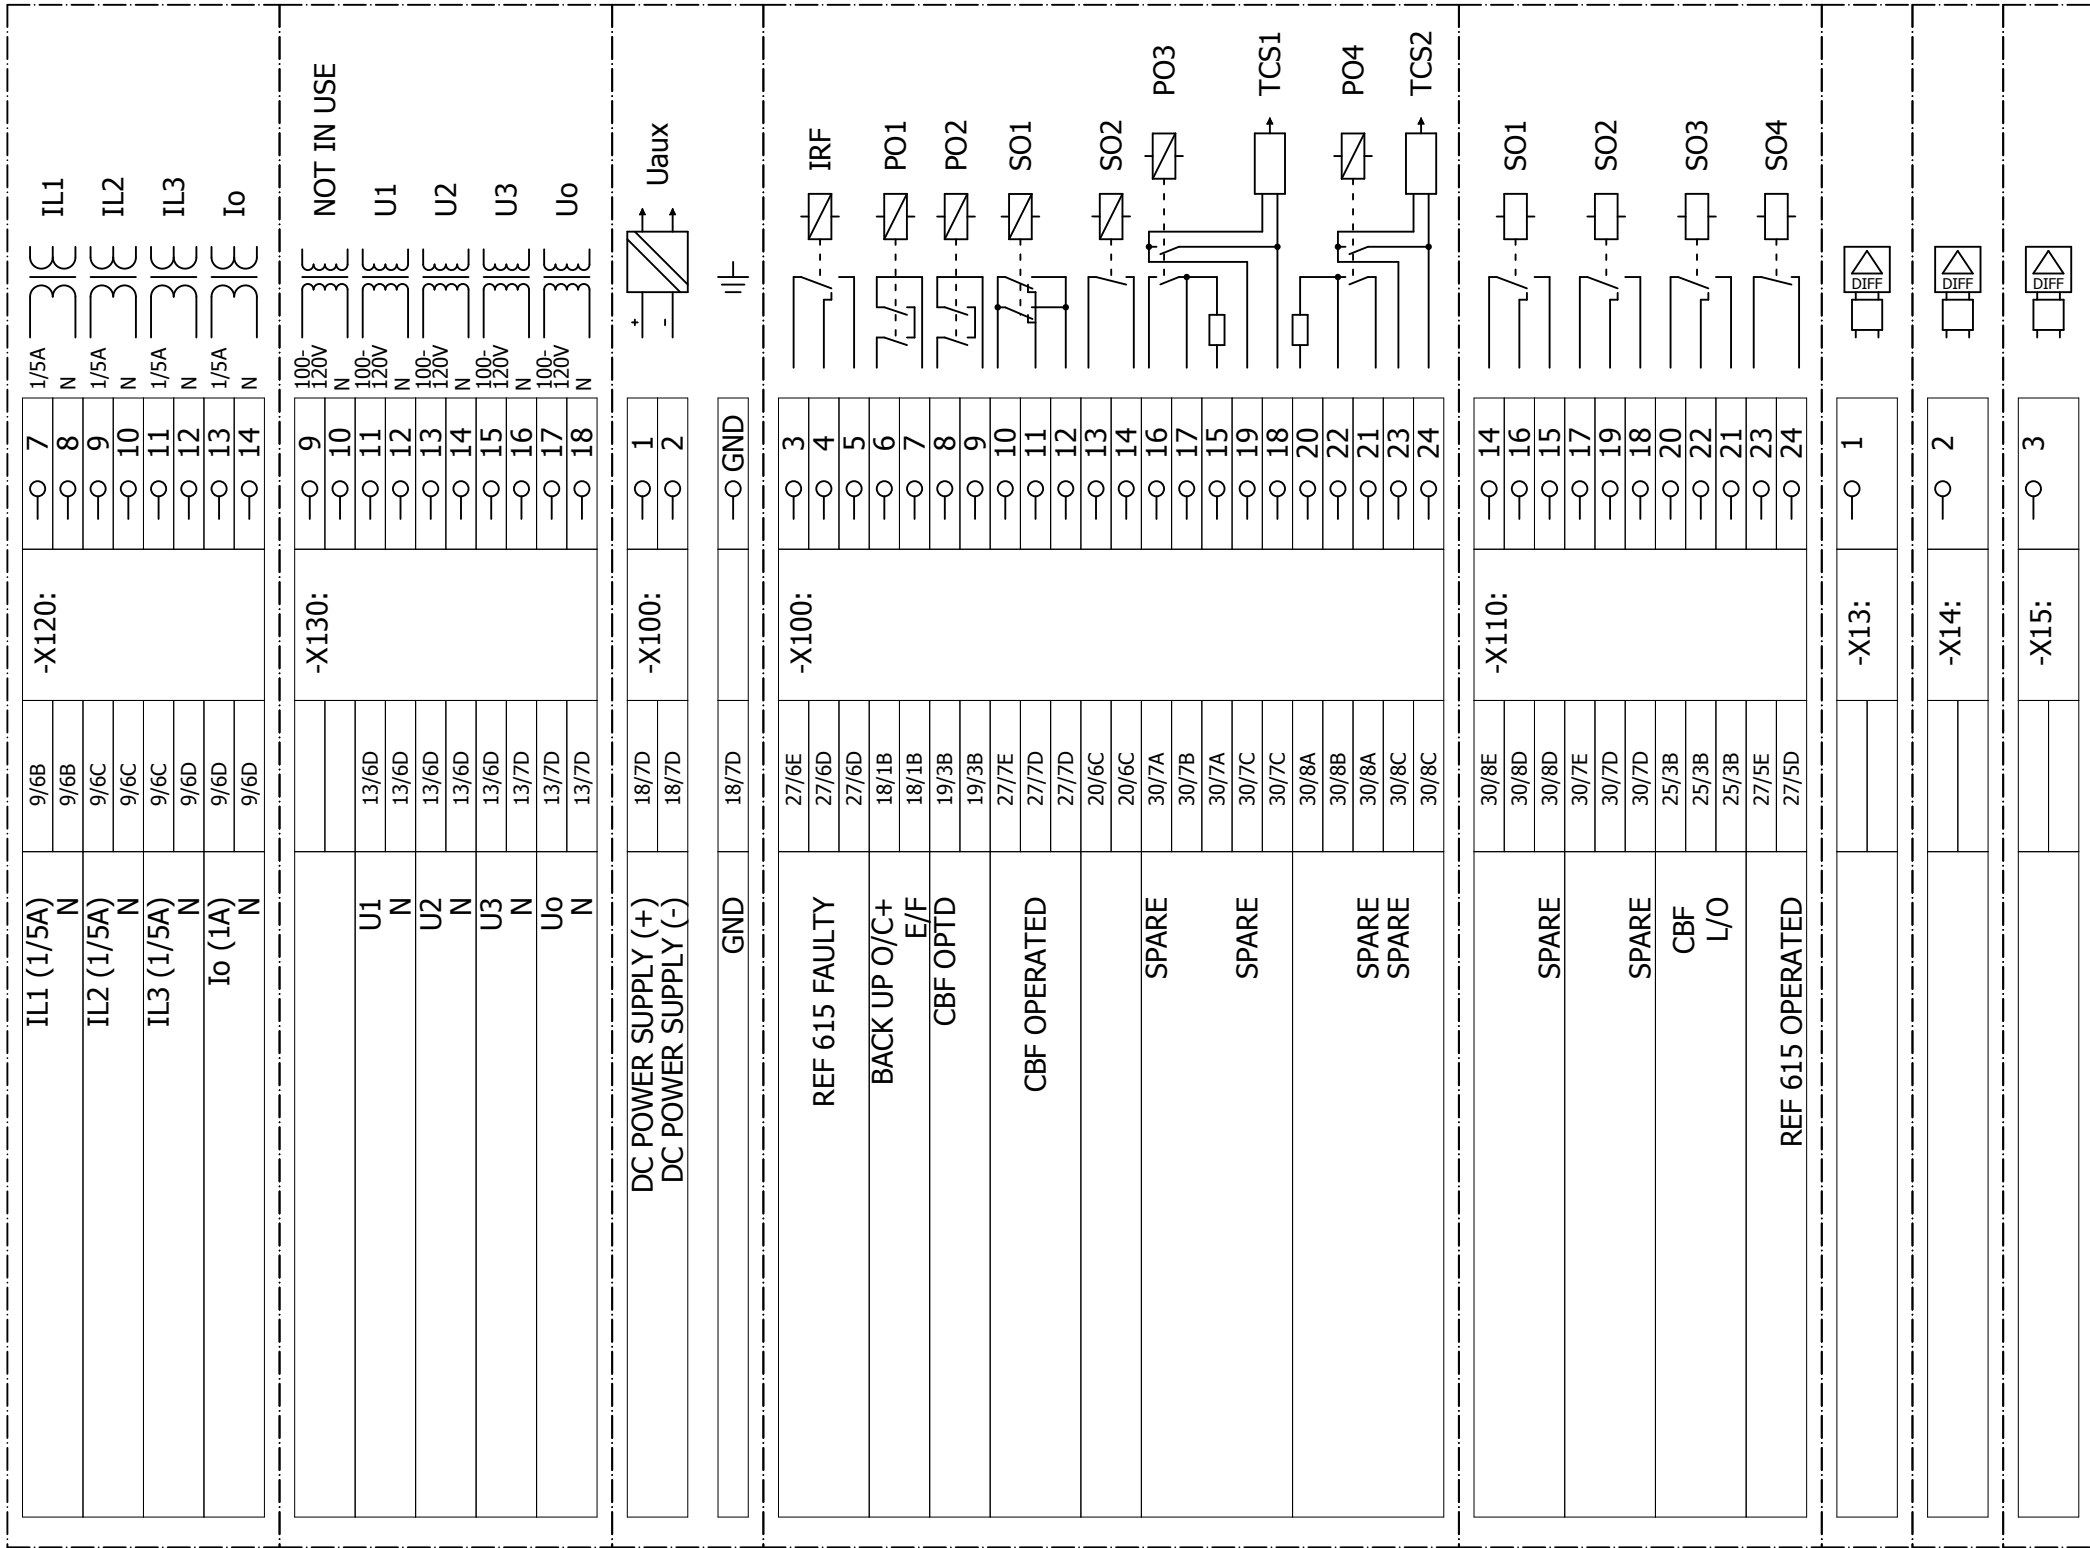 IL1
IL2
IL3
Io
1/5A
N
1/5A
N
1/5A
N
1/5A
N
7
8
9
10
11
12
13
14
-X120:
9/6B
9/6B
9/6C
9/6C
9/6C
9/6D
9/6D
9/6D
IL1 (1/5A)
N
IL2 (1/5A)
N
IL3 (1/5A)
N
Io (1A)
N
NOT IN USE
U1
U2
U3
Uo
100-
120V
N
100-
120V
N
100-
120V
N
100-
120V
N
100-
120V
N
9
10
11
12
13
14
15
16
17
18
-X130:
13/6D
13/6D
13/6D
13/6D
13/6D
13/7D
13/7D
13/7D
U1
N
U2
N
U3
N
Uo
N
Uaux
+
-
1
2
GND
-X100:
18/7D
18/7D
18/7D
DC POWER SUPPLY (+)
DC POWER SUPPLY (-)
GND
IRF
PO1
PO2
SO1
SO2
PO3
TCS1
PO4
TCS2
3
4
5
6
7
8
9
10
11
12
13
14
16
17
15
19
18
20
22
21
23
24
-X100:
27/6E
27/6D
27/6D
18/1B
18/1B
19/3B
19/3B
27/7E
27/7D
27/7D
20/6C
20/6C
30/7A
30/7B
30/7A
30/7C
30/7C
30/8A
30/8B
30/8A
30/8C
30/8C
REF 615 FAULTY
BACK UP O/C+
E/F
CBF OPTD
CBF OPERATED
SPARE
SPARE
SPARE
SPARE
SO1
SO2
SO3
SO4
14
16
15
17
19
18
20
22
21
23
24
-X110:
30/8E
30/8D
30/8D
30/7E
30/7D
30/7D
25/3B
25/3B
25/3B
27/5E
27/5D
SPARE
SPARE
CBF
L/O
REF 615 OPERATED
DIFF
1
-X13:
DIFF
2
-X14:
DIFF
3
-X15: